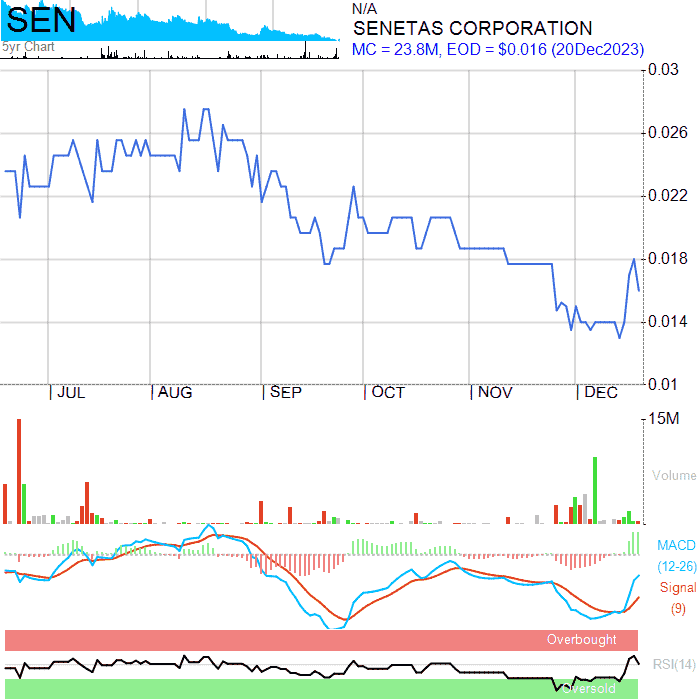 SEN
5yr Chart
N/A
SENETAS CORPORATION
MC = 23.8M, EOD = $0.016 (20Dec2023)
0.03
0.026
0.022
0.018
0.014
0.01
JUL AUG SEP OCT NOV DEC
15M
Volume
MACD
(12-26)
Signal
(9)
Overbought
RSI(14)
Oversold